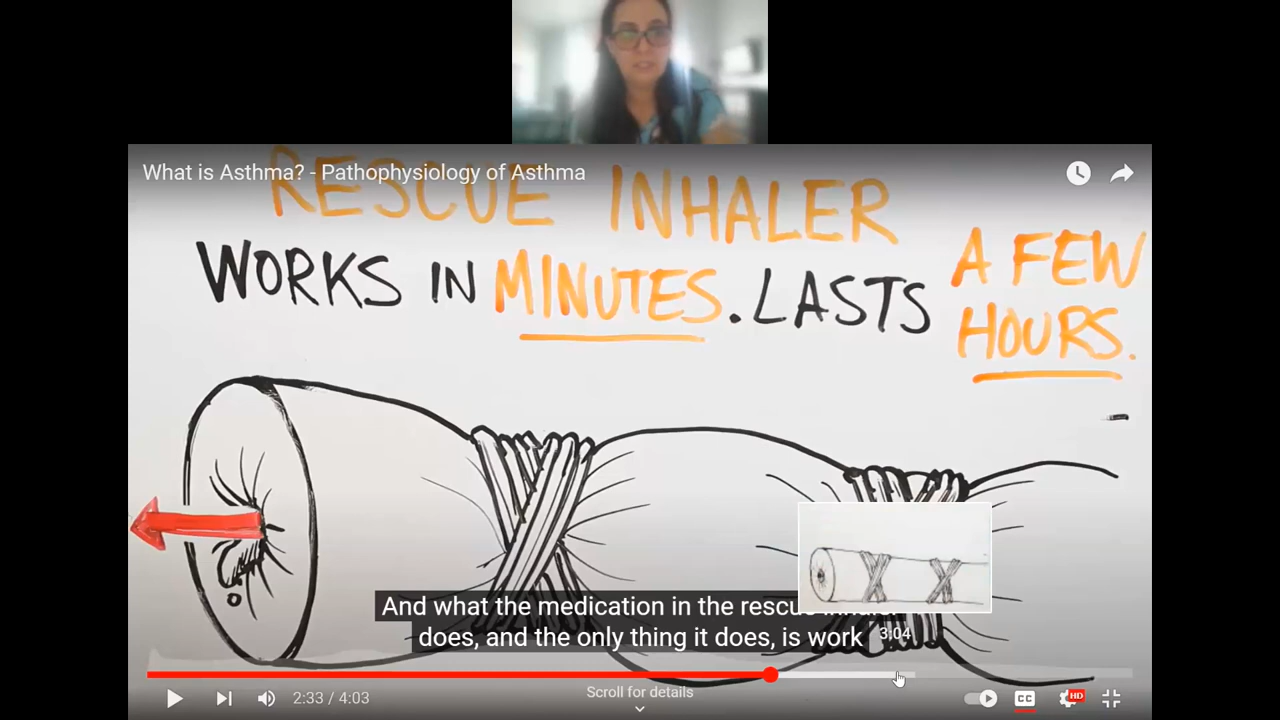 What is Asthma? - Pathophysiology of Asthma
RESCUE INHALER
WORKS IN MINUTES. LASTS A FEW
HOURS.
And what the medication in the rescue inhaler
does, and the only thing it does, is work
3:04
2:33 / 4:03
Scroll for details
CC
HD